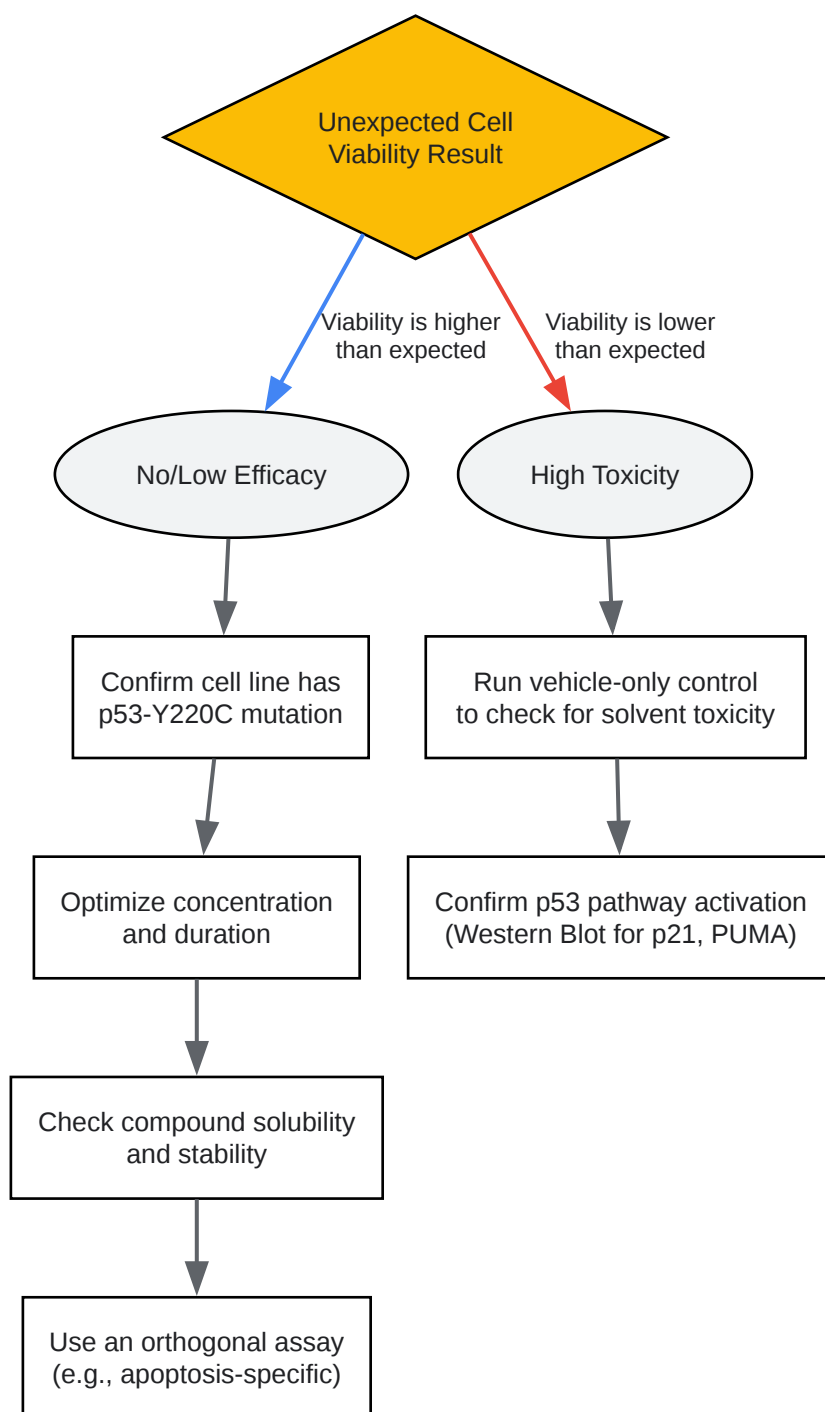 Unexpected Cell
Viability Result
Viability is higher
than expected
Viability is lower
than expected
No/Low Efficacy
High Toxicity
Confirm cell line has
p53-Y220C mutation
Run vehicle-only control
to check for solvent toxicity
Optimize concentration
and duration
Confirm p53 pathway activation
(Western Blot for p21, PUMA)
Check compound solubility
and stability
Use an orthogonal assay
(e.g., apoptosis-specific)